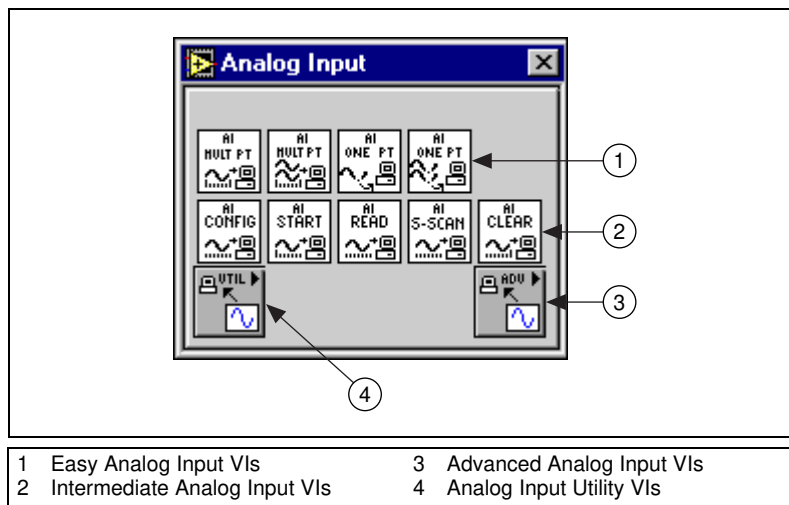 Analog Input
AI MULT PT AI MULT PT AI ONE PT AI ONE PT
1
AI CONFIG AI START AI READ AI S-SCAN AI CLEAR
2
UTIL ADV
3
4
1 Easy Analog Input VIs 3 Advanced Analog Input VIs
2 Intermediate Analog Input VIs 4 Analog Input Utility VIs